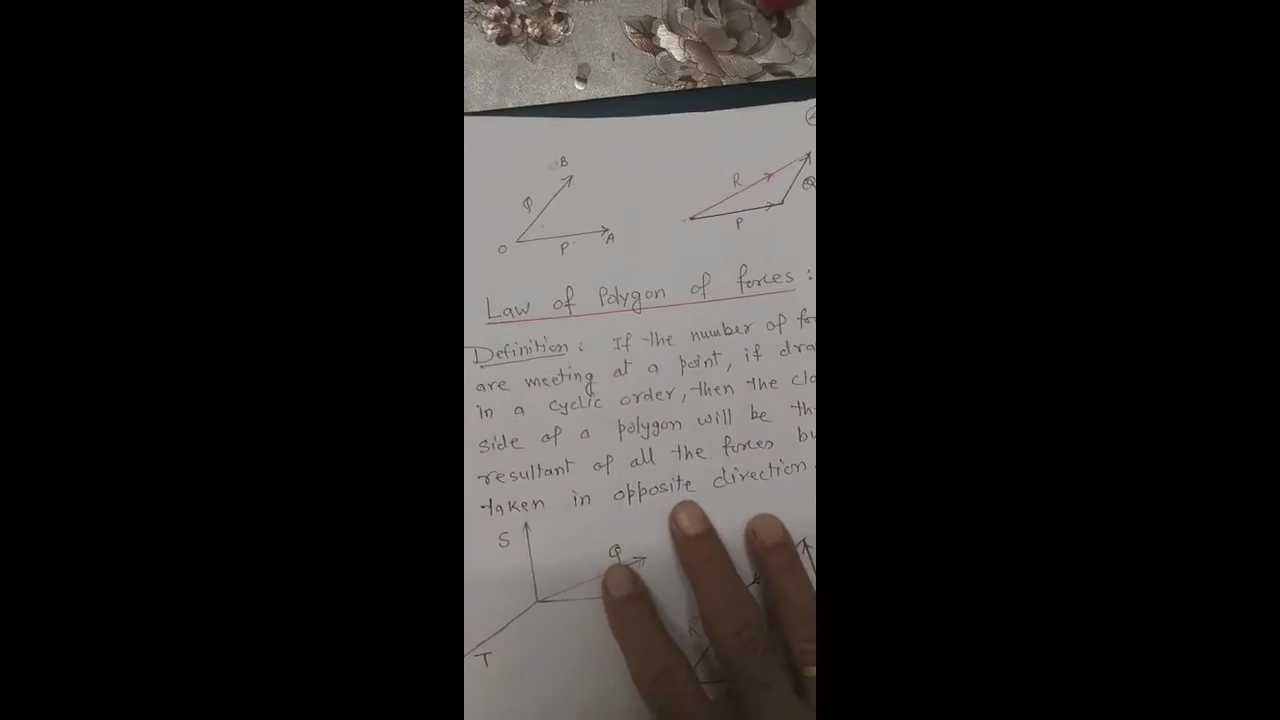 B
Q
O
P
A
R
P
Q
Law of Polygon of forces :
Definition : If the number of
are meeting at a point, if
in a cyclic order, then the
side of a polygon will be
resultant of all the forces
taken in opposite direction
S
Q
T